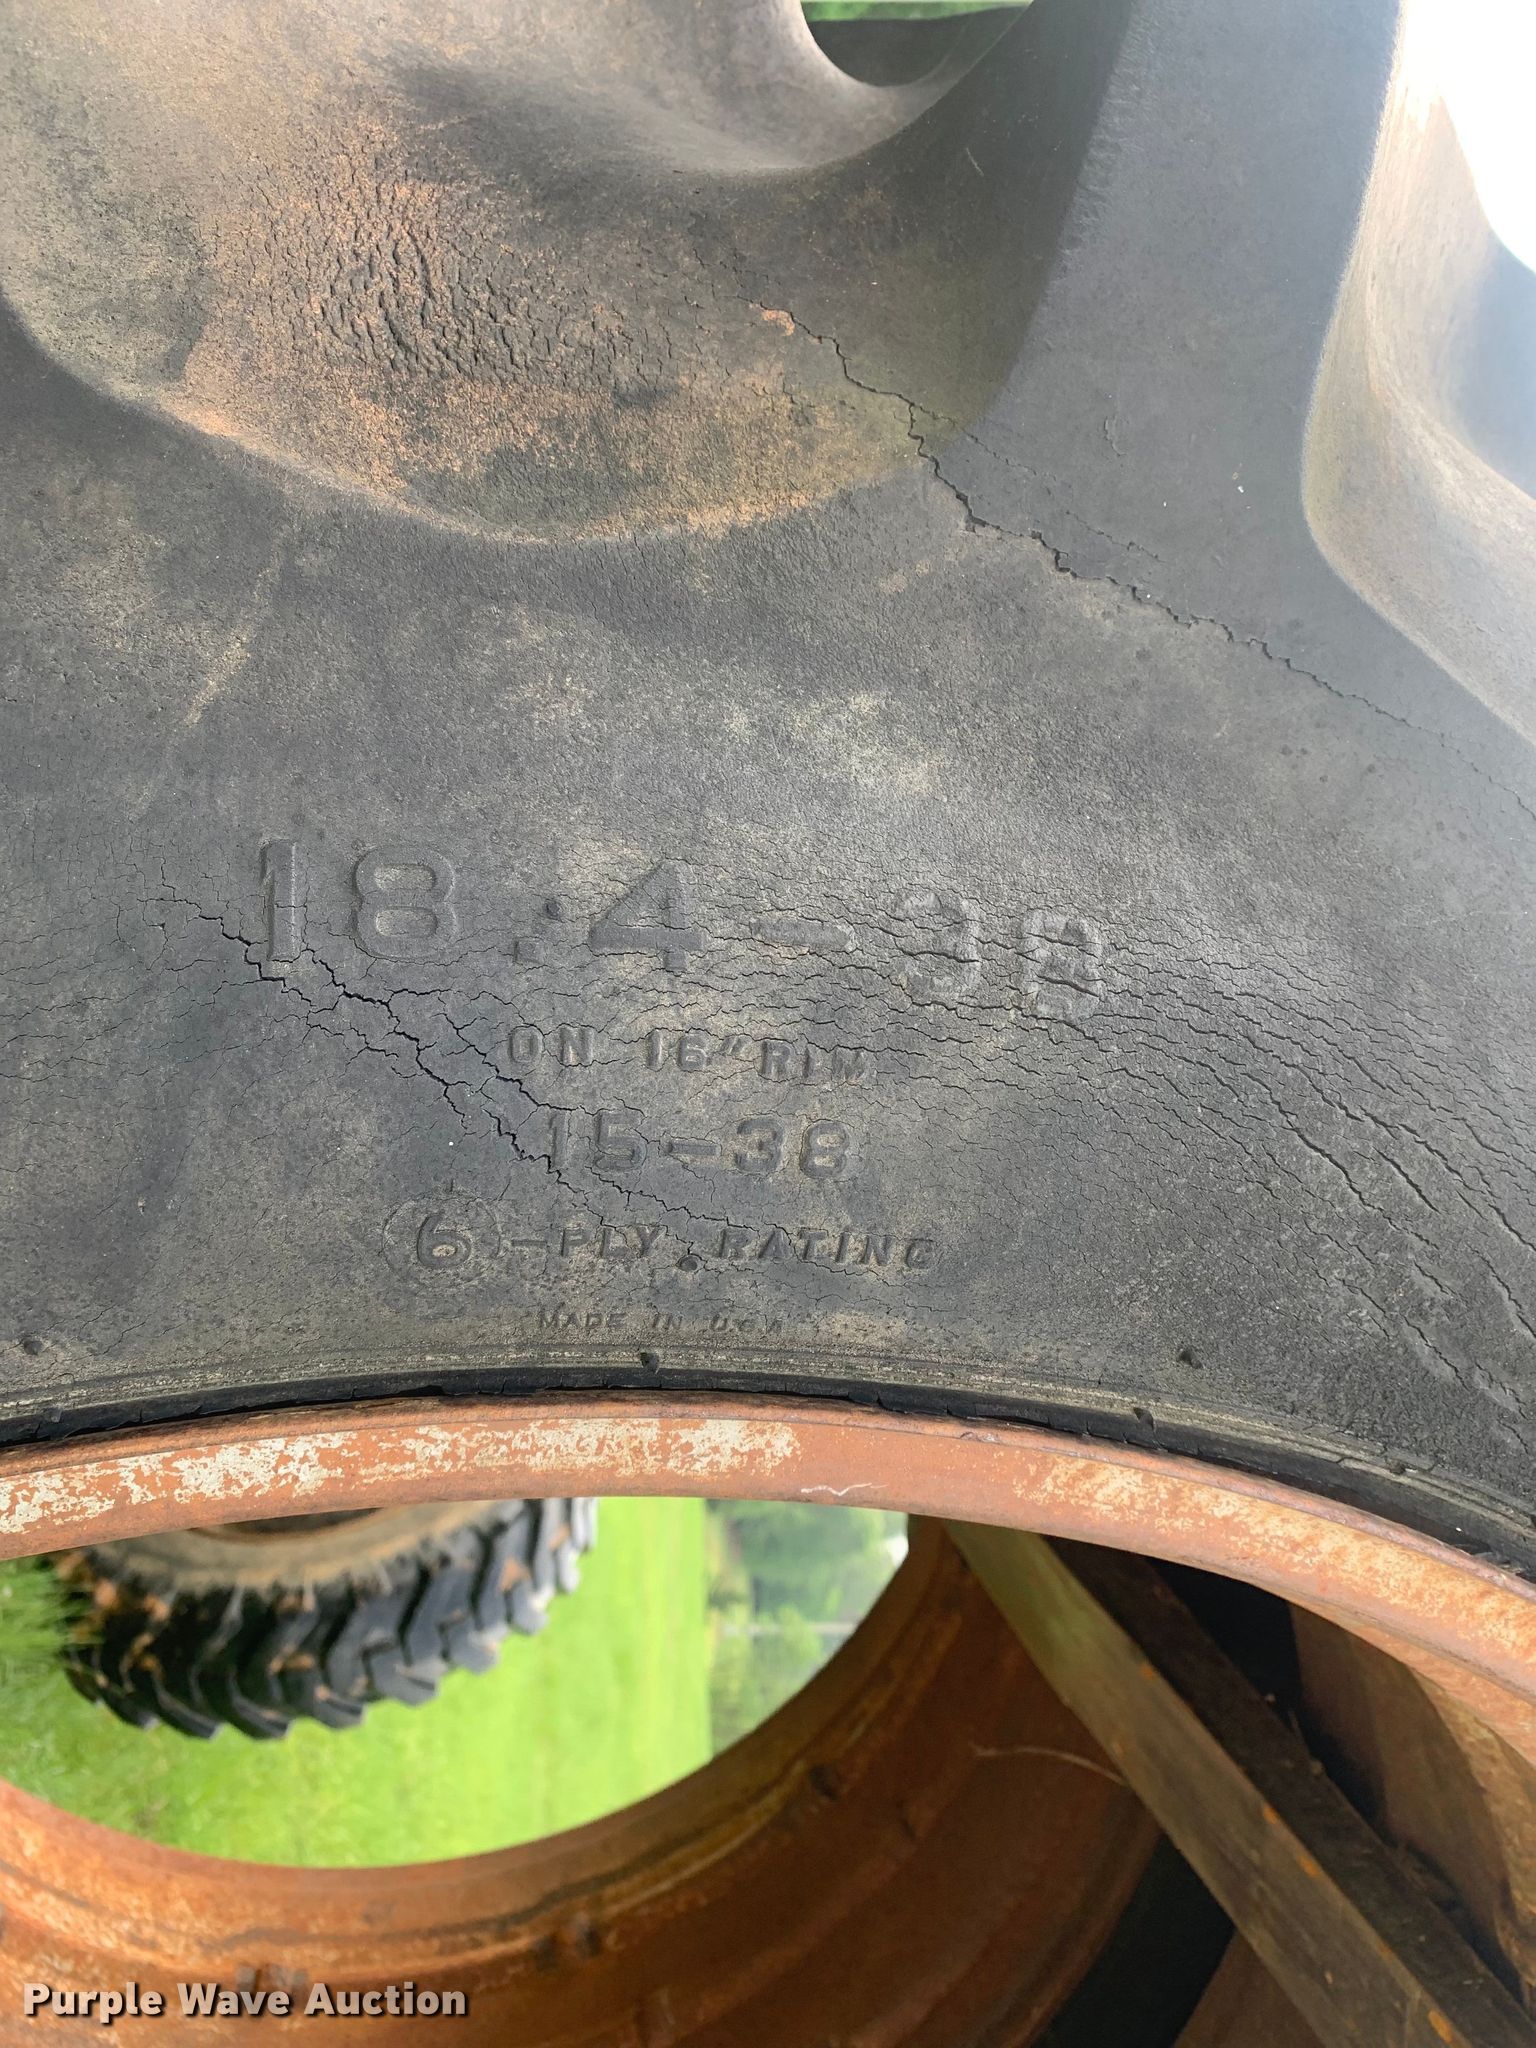 18.4-38
ON 16" RIM
15-38
6-PLY RATING
MADE IN U.S.A.
Purple Wave Auction